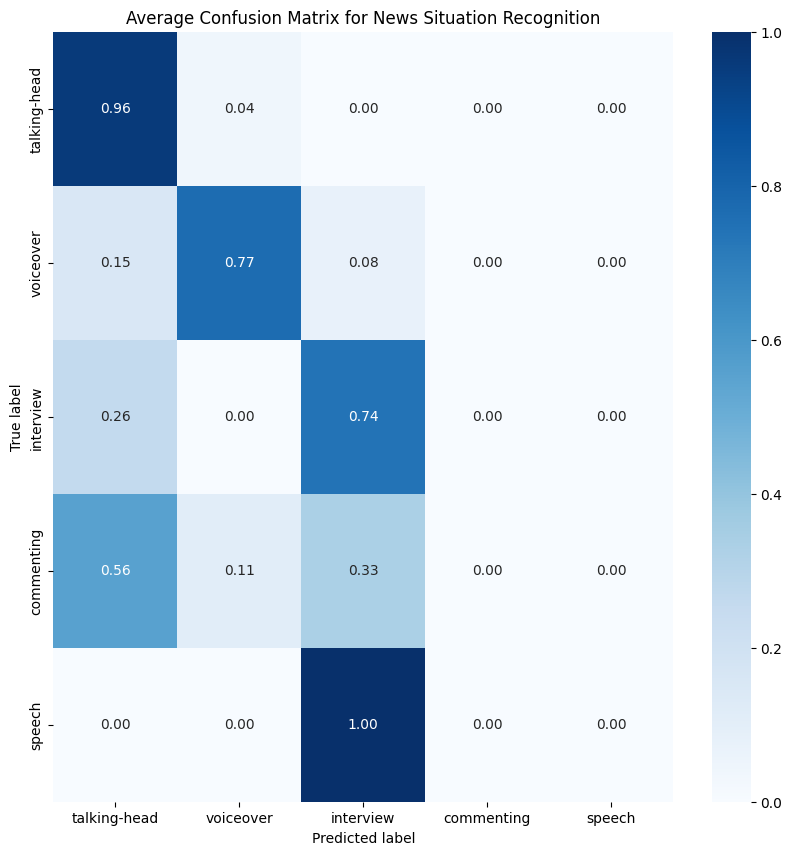 Average Confusion Matrix for News Situation Recognition
True label
talking-head
0.96 0.04 0.00 0.00 0.00
voiceover
0.15 0.77 0.08 0.00 0.00
interview
0.26 0.00 0.74 0.00 0.00
commenting
0.56 0.11 0.33 0.00 0.00
speech
0.00 0.00 1.00 0.00 0.00
talking-head voiceover interview commenting speech
Predicted label
1.0
0.8
0.6
0.4
0.2
0.0